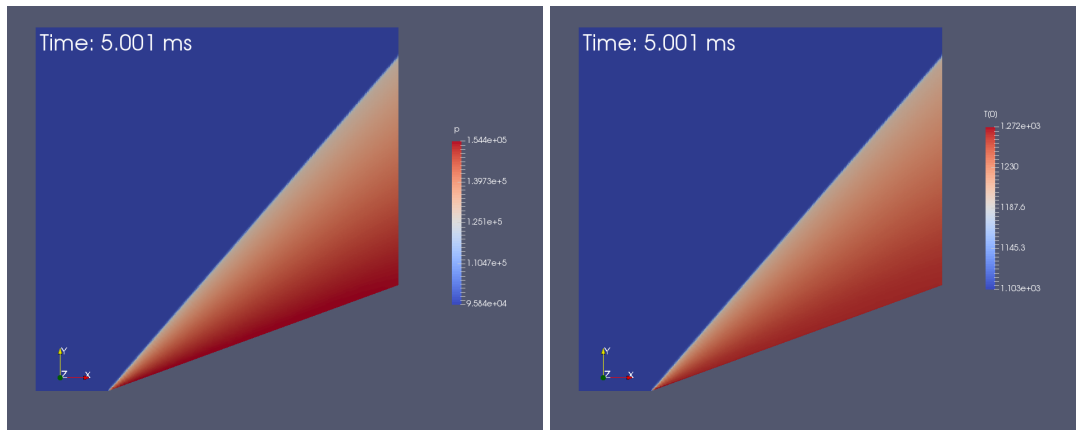 Time: 5.001 ms
p
1.544e+05
1.3973e+5
1.251e+5
1.1047e+5
9.584e+04
Y
Z
X
Time: 5.001 ms
T(0)
1.272e+03
1230
1187.6
1145.3
1.103e+03
Y
Z
X